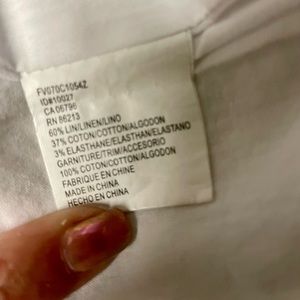 FV070C1054Z
ID#10027
CA 06796
RN 86213
60% LIN/LINEN/LINO
37% COTON/COTTON/ALGODON
3% ELASTHANE/ELASTHAN/ELASTANO
GARNITURE/TRIM/ACCESORIO
100% COTON/COTTON/ALGODON
FABRIQUE EN CHINE
MADE IN CHINA
HECHO EN CHINA